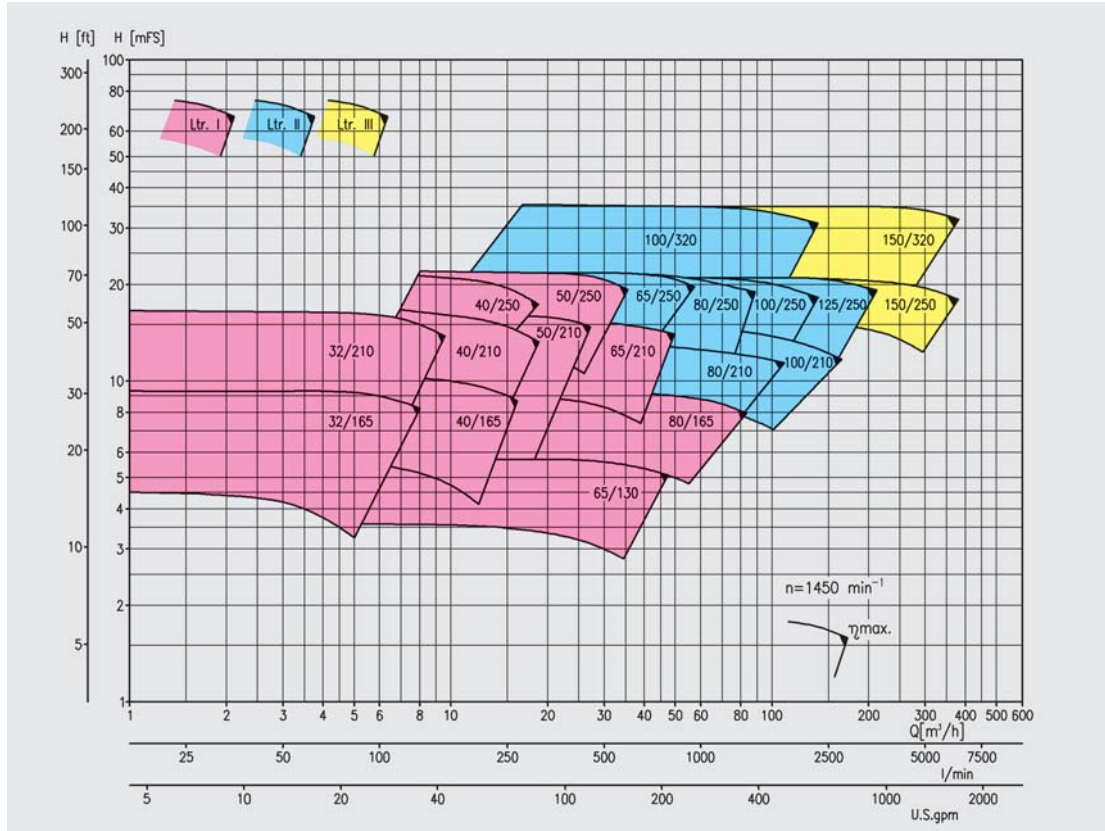 H [ft] H [mFS]
300
200
150
100
70
50
30
20
10
5
100
80
60
50
40
30
20
10
8
6
5
4
3
2
1
Ltr. I Ltr. II Ltr. III
100/320 150/320
40/250 50/250 65/250 80/250 100/250 125/250 150/250
32/210 40/210 50/210 65/210 80/210 100/210
32/165 40/165 80/165
65/130
n=1450 min⁻¹
ηmax.
1 2 3 4 5 6 8 10 20 30 40 50 60 80 100 200 300 400 500 600
Q[m³/h]
25 50 100 250 500 1000 2500 5000 7500
l/min
5 10 20 40 100 200 400 1000 2000
U.S.gpm